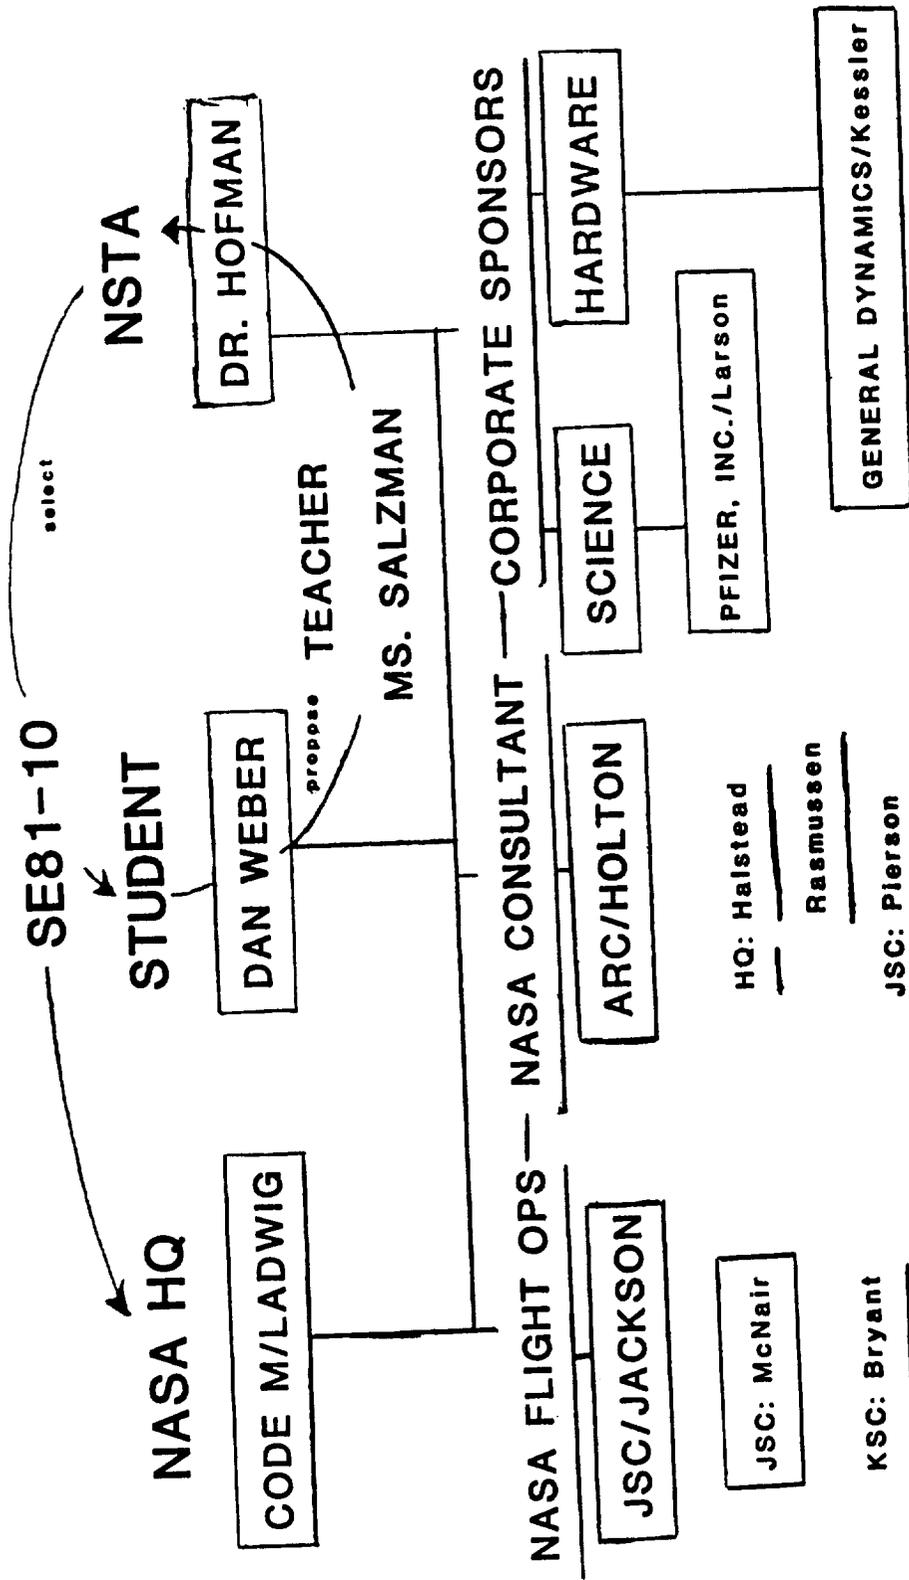 SE81-10
select
NASA HQ
STUDENT
NSTA
CODE M/LADWIG
DAN WEBER
DR. HOFMAN
propose
TEACHER
MS. SALZMAN
NASA FLIGHT OPS — NASA CONSULTANT — CORPORATE SPONSORS
JSC/JACKSON
ARC/HOLTON
SCIENCE
HARDWARE
JSC: McNair
HQ: Halstead
PFIZER, INC./Larson
Rasmussen
KSC: Bryant
JSC: Pierson
GENERAL DYNAMICS/Kessler